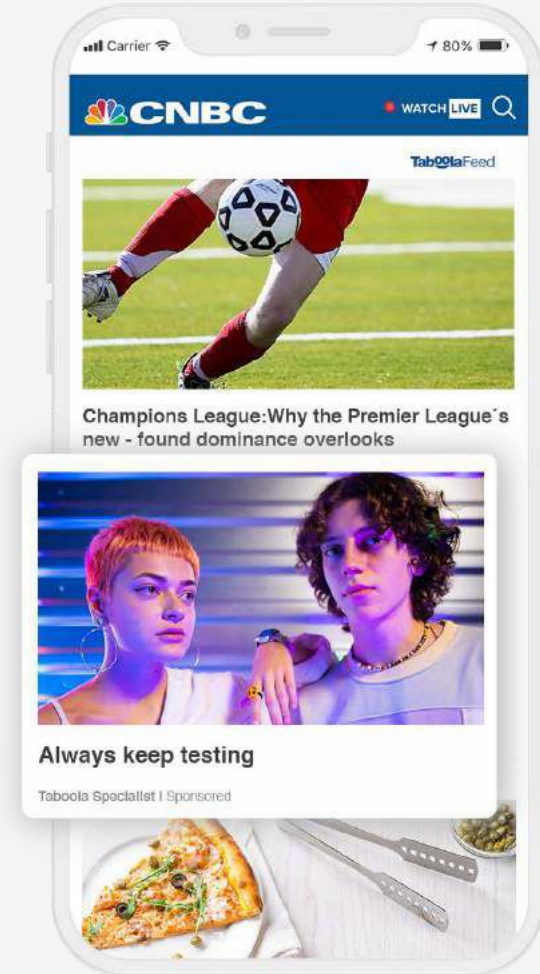 Carrier
80%
CNBC
WATCH LIVE
TaboolaFeed
Champions League:Why the Premier League´s
new - found dominance overlooks
Always keep testing
Taboola Specialist | Sponsored